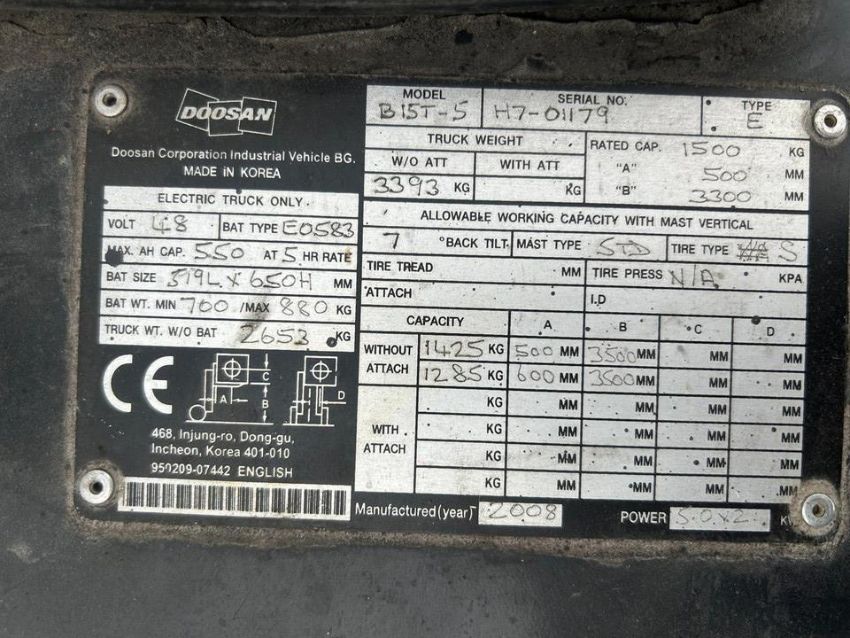 DOOSAN
Doosan Corporation Industrial Vehicle BG.
MADE IN KOREA
ELECTRIC TRUCK ONLY
VOLT 48 BAT TYPE E0583
MAX. AH CAP. 550 AT 5 HR RATE
BAT SIZE L X 650H MM
BAT WT. MIN 700 /MAX 880 KG
TRUCK WT. W/O BAT 2653 KG
CE
A
C
B
D
468, Injung-ro, Dong-gu,
Incheon, Korea 401-010
950209-07442 ENGLISH
MODEL SERIAL NO. TYPE
B15T-5 H7-01179 E
TRUCK WEIGHT
W/O ATT WITH ATT
3393 KG KG
RATED CAP. 1500 KG
"A" 500 MM
"B" 3300 MM
ALLOWABLE WORKING CAPACITY WITH MAST VERTICAL
7 °BACK TILT MAST TYPE STD TIRE TYPE S
TIRE TREAD MM TIRE PRESS N/A KPA
ATTACH I.D
CAPACITY A B C D
WITHOUT ATTACH 1425 KG 500 MM 3500 MM MM MM
1285 KG 600 MM 3500 MM MM MM
WITH ATTACH KG MM MM MM MM
KG MM MM MM MM
KG MM MM MM MM
KG MM MM MM MM
Manufactured (year) 2008 POWER 5.0x2